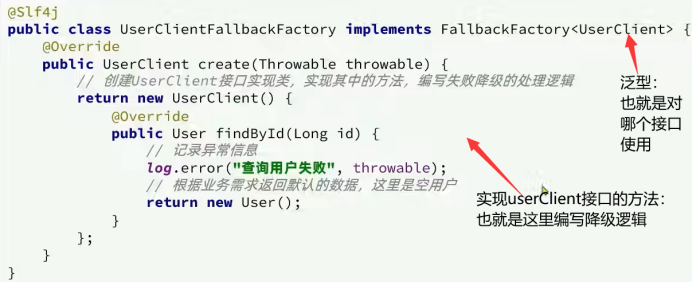 @Slf4j
public class UserClientFallbackFactory implements FallbackFactory<UserClient> {
@Override
public UserClient create(Throwable throwable) {
// 创建UserClient接口实现类，实现其中的方法，编写失败降级的处理逻辑
return new UserClient() {
@Override
public User findById(Long id) {
// 记录异常信息
log.error("查询用户失败", throwable);
// 根据业务需求返回默认的数据，这里是空用户
return new User();
}
};
}
}
泛型：
也就是对
哪个接口
使用
实现userClient接口的方法：
也就是这里编写降级逻辑